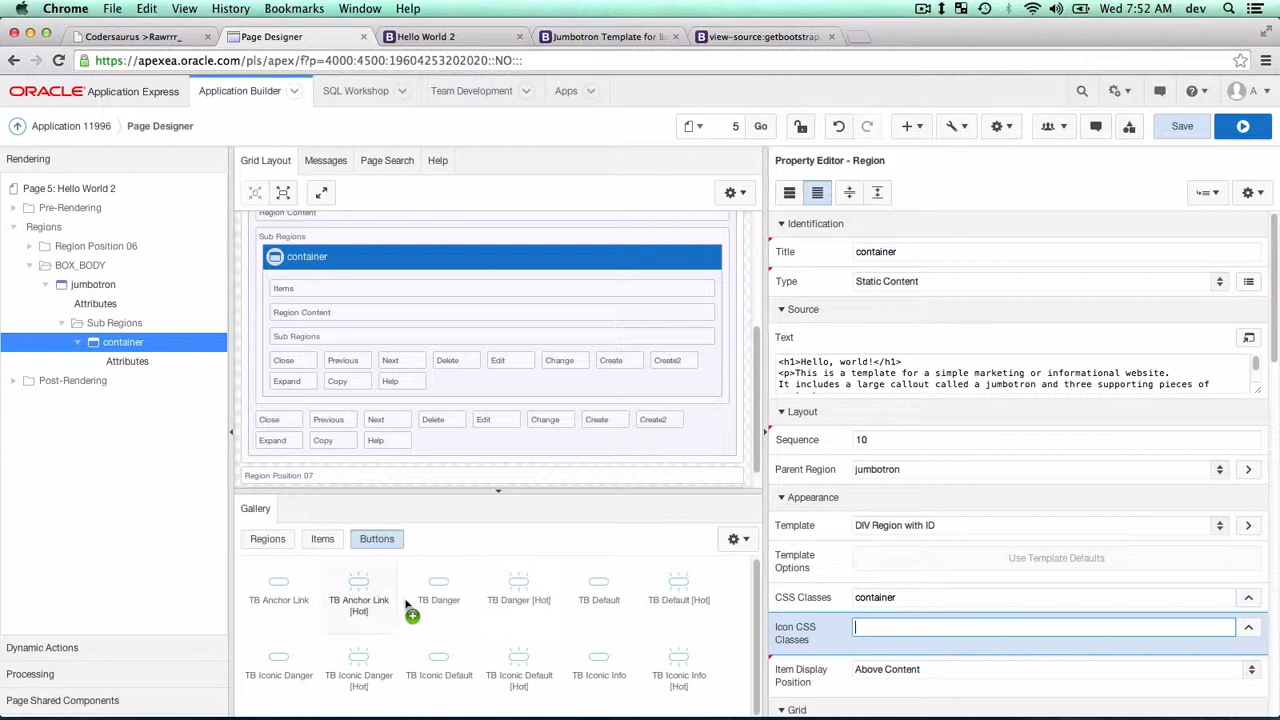 Chrome File Edit View History Bookmarks Window Help Wed 7:52 AM dev
Codersaurus >Rawrrr_ Page Designer Hello World 2 Jumbotron Template for B view-source:getbootstrap.
https://apexea.oracle.com/pls/apex/f?p=4000:4500:19604253202020::NO:::
ORACLE Application Express Application Builder SQL Workshop Team Development Apps A
Application 11996 Page Designer 5 Go Save
Rendering
Page 5: Hello World 2
Pre-Rendering
Regions
Region Position 06
BOX_BODY
jumbotron
Attributes
Sub Regions
container
Attributes
Post-Rendering
Dynamic Actions
Processing
Page Shared Components
Grid Layout Messages Page Search Help
Region Content
Sub Regions
container
Items
Region Content
Sub Regions
Close Previous Next Delete Edit Change Create Create2
Expand Copy Help
Close Previous Next Delete Edit Change Create Create2
Expand Copy Help
Region Position 07
Gallery
Regions Items Buttons
TB Anchor Link TB Anchor Link [Hot] TB Danger TB Danger [Hot] TB Default TB Default [Hot]
TB Iconic Danger TB Iconic Danger [Hot] TB Iconic Default TB Iconic Default [Hot] TB Iconic Info TB Iconic Info [Hot]
Property Editor - Region
Identification
Title container
Type Static Content
Source
Text
<h1>Hello, world!</h1>
<p>This is a template for a simple marketing or informational website.
It includes a large callout called a jumbotron and three supporting pieces of
Layout
Sequence 10
Parent Region jumbotron
Appearance
Template DIV Region with ID
Template Options Use Template Defaults
CSS Classes container
Icon CSS Classes
Item Display Position Above Content
Grid